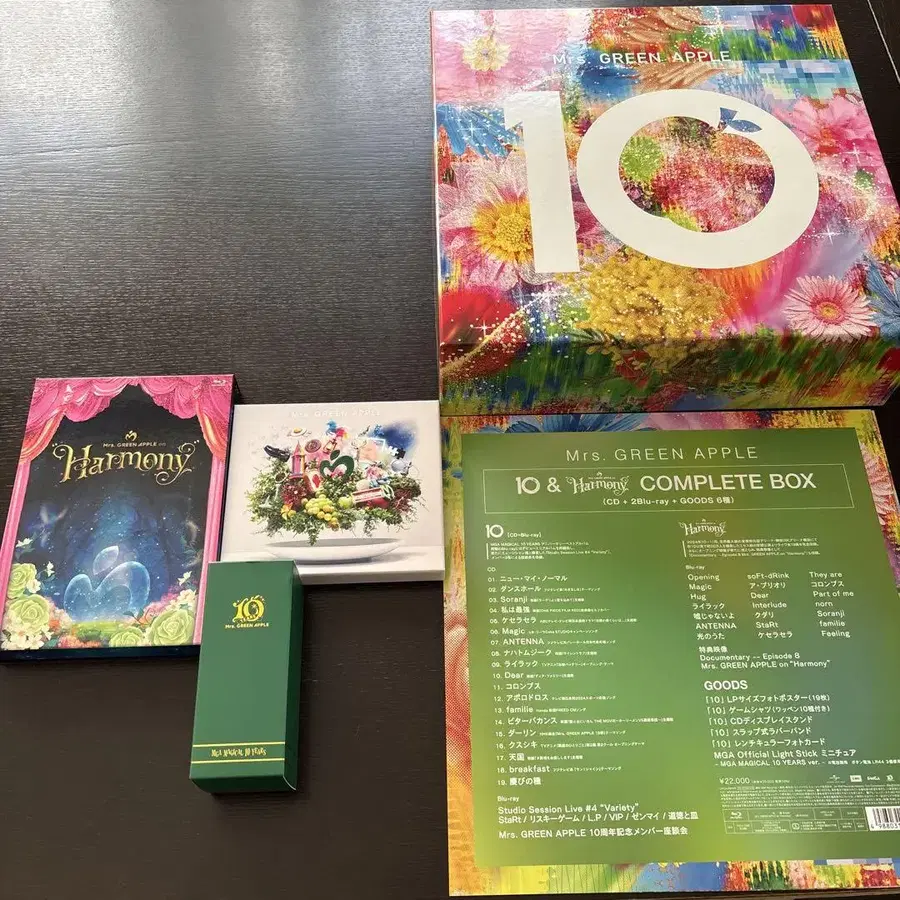 Mrs. GREEN APPLE
10
Blu-ray
Mrs. GREEN APPLE on
"Harmony"
Mrs. GREEN APPLE
10
Mrs. GREEN APPLE
MGA MAGICAL 10 YEARS
Mrs. GREEN APPLE
10 & Harmony COMPLETE BOX
(CD + 2Blu-ray + GOODS 6種)
10 [CD+Blu-ray]
CD
01. ニュー・マイ・ノーマル
02. ダンスホール
03. Soranji
04. 私は最強
05. ケセラセラ
06. Magic
07. ANTENNA
08. ナハトムジーク
09. ライラック
10. Dear
11. コロンブス
12. アポロドロス
13. familie
14. ビターバカンス
15. ダーリン
16. クスシキ
17. 天国
18. breakfast
19. 慶びの種
Blu-ray
Studio Session Live #4 "Variety"
StaRt / リスキーゲーム / L.P / VIP / ゼンマイ / 道徳と皿
Mrs. GREEN APPLE 10周年記念メンバー座談会
Harmony
Blu-ray
Opening soFt-dRink They are
Magic ア・プリオリ コロンブス
Hug Dear Part of me
ライラック Interlude norn
嘘じゃないよ クダリ Soranji
ANTENNA StaRt familie
光のうた ケセラセラ Feeling
特典映像
Documentary -- Episode 8
Mrs. GREEN APPLE on "Harmony"
GOODS
「10」LPサイズフォトポスター(19枚)
「10」ゲームシャツ(ワッペン10種付き)
「10」CDディスプレイスタンド
「10」スラップ式ラバーバンド
「10」レンチキュラーフォトカード
MGA Official Light Stick ミニチュア
- MGA MAGICAL 10 YEARS ver. -
¥22,000